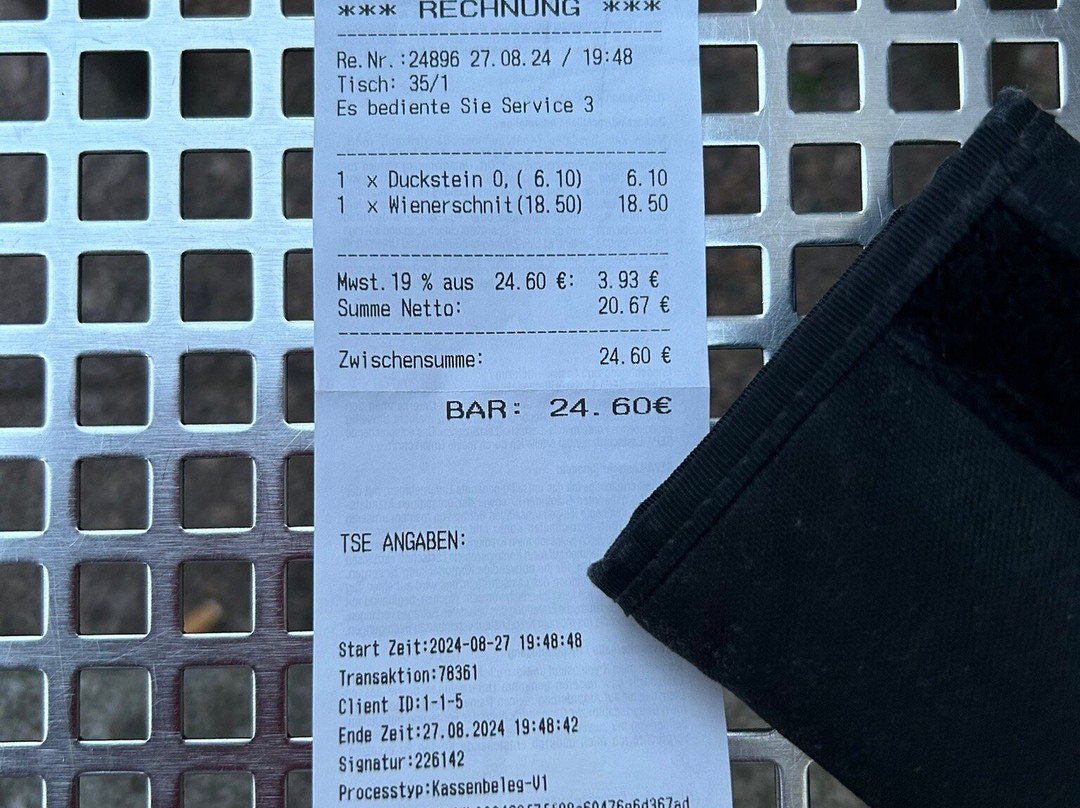 *** RECHNUNG ***
Re.Nr.:24896 27.08.24 / 19:48
Tisch: 35/1
Es bediente Sie Service 3
1 x Duckstein 0,( 6.10) 6.10
1 x Wienerschnit(18.50) 18.50
Mwst.19 % aus 24.60 €: 3.93 €
Summe Netto: 20.67 €
Zwischensumme: 24.60 €
BAR: 24.60€
TSE ANGABEN:
Start Zeit:2024-08-27 19:48:48
Transaktion:78361
Client ID:1-1-5
Ende Zeit:27.08.2024 19:48:42
Signatur:226142
Processtyp:Kassenbeleg-V1